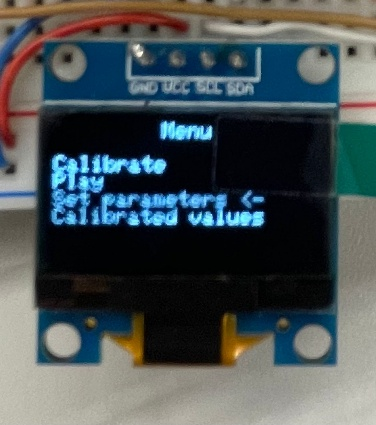 GND VCC SCL SDA
Menu
Calibrate
Play
Set parameters <-
Calibrated values